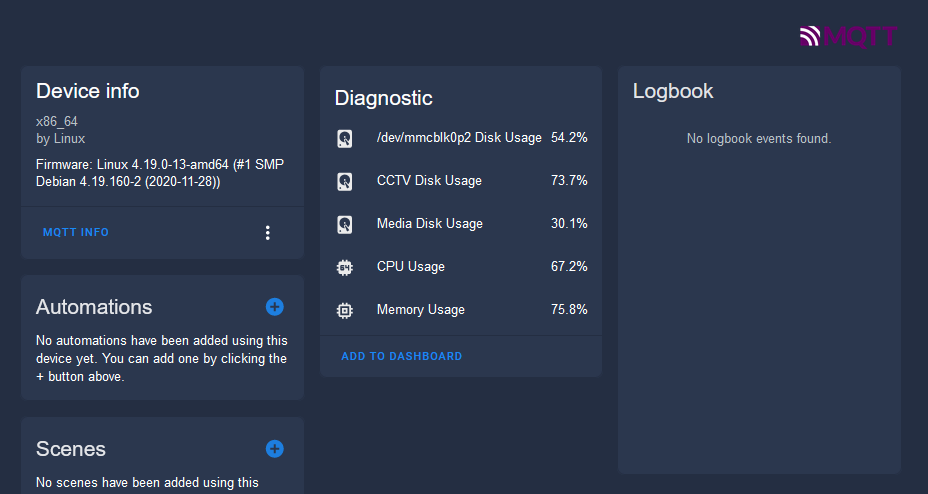 MQTT
Device info
x86_64
by Linux
Firmware: Linux 4.19.0-13-amd64 (#1 SMP
Debian 4.19.160-2 (2020-11-28))
MQTT INFO
Automations
No automations have been added using this
device yet. You can add one by clicking the
+ button above.
Scenes
No scenes have been added using this
Diagnostic
/dev/mmcblk0p2 Disk Usage 54.2%
CCTV Disk Usage 73.7%
Media Disk Usage 30.1%
64
CPU Usage 67.2%
Memory Usage 75.8%
ADD TO DASHBOARD
Logbook
No logbook events found.